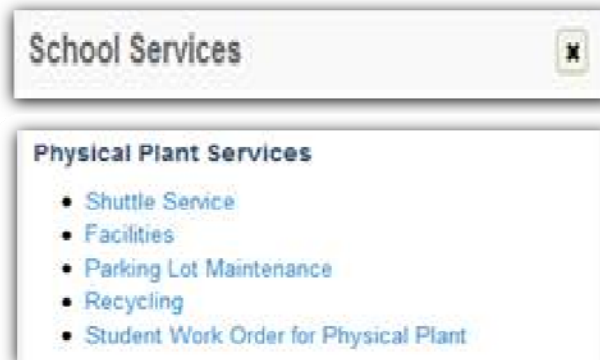 School Services
x
Physical Plant Services
• Shuttle Service
• Facilities
• Parking Lot Maintenance
• Recycling
• Student Work Order for Physical Plant